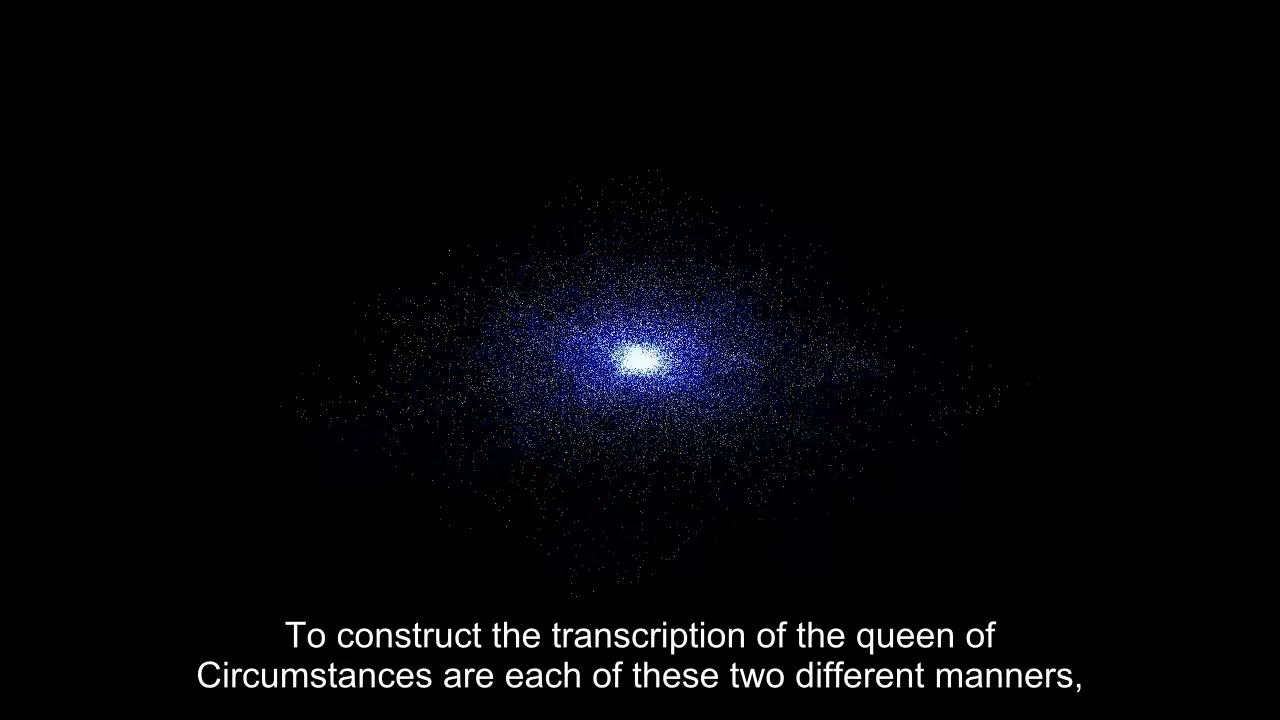 To construct the transcription of the queen of
Circumstances are each of these two different manners,